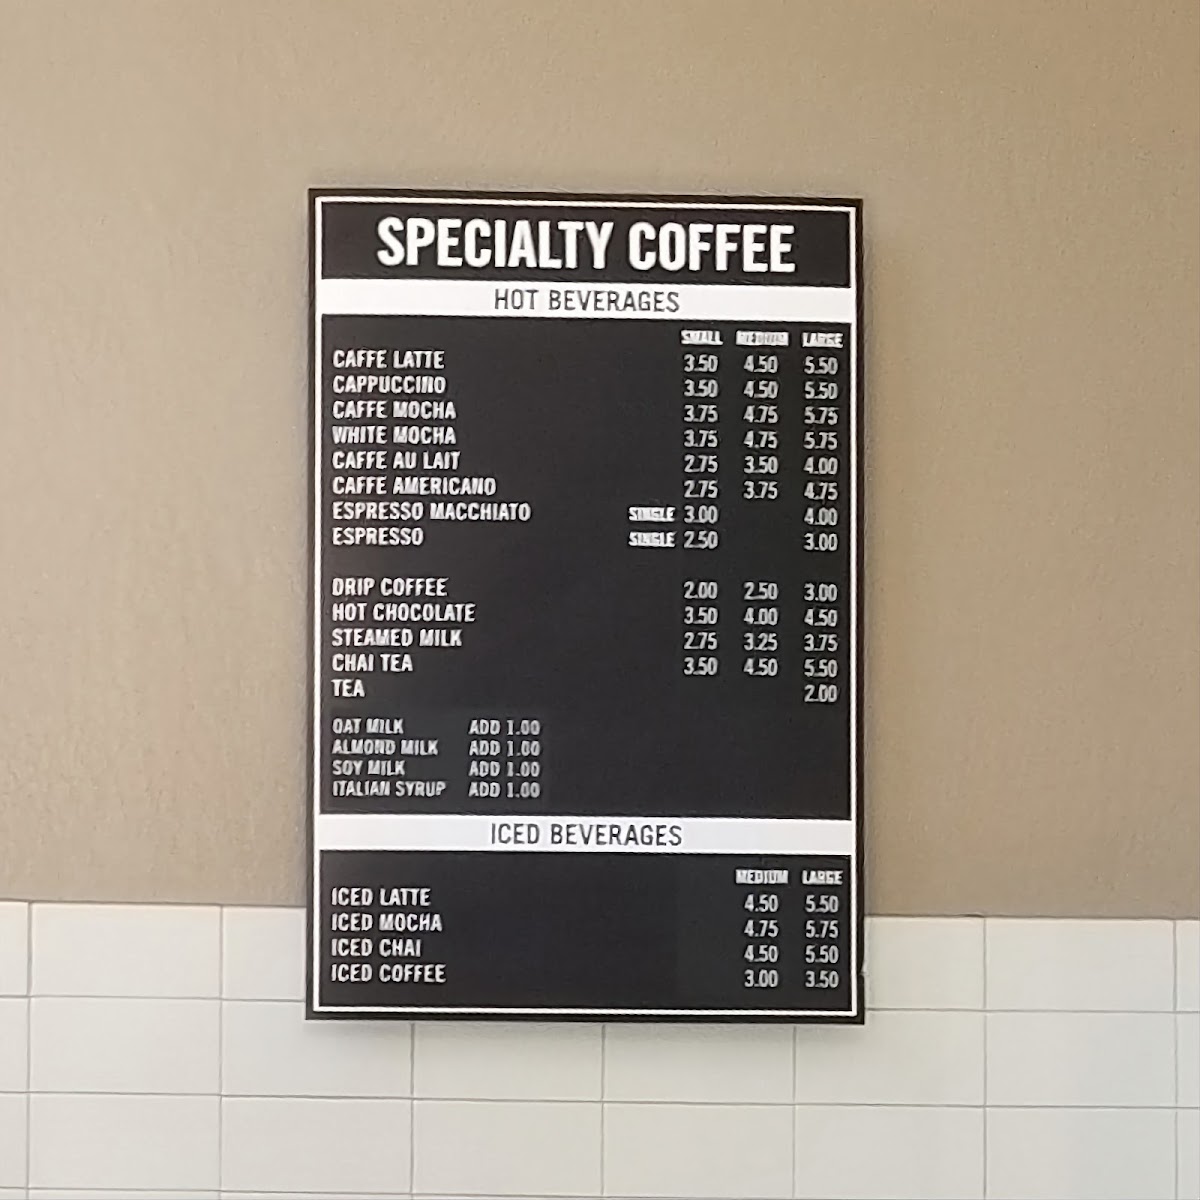 SPECIALTY COFFEE
HOT BEVERAGES
SMALL MEDIUM LARGE
CAFFE LATTE 3.50 4.50 5.50
CAPPUCCINO 3.50 4.50 5.50
CAFFE MOCHA 3.75 4.75 5.75
WHITE MOCHA 3.75 4.75 5.75
CAFFE AU LAIT 2.75 3.50 4.00
CAFFE AMERICANO 2.75 3.75 4.75
ESPRESSO MACCHIATO SINGLE 3.00 4.00
ESPRESSO SINGLE 2.50 3.00
DRIP COFFEE 2.00 2.50 3.00
HOT CHOCOLATE 3.50 4.00 4.50
STEAMED MILK 2.75 3.25 3.75
CHAI TEA 3.50 4.50 5.50
TEA 2.00
OAT MILK ADD 1.00
ALMOND MILK ADD 1.00
SOY MILK ADD 1.00
ITALIAN SYRUP ADD 1.00
ICED BEVERAGES
MEDIUM LARGE
ICED LATTE 4.50 5.50
ICED MOCHA 4.75 5.75
ICED CHAI 4.50 5.50
ICED COFFEE 3.00 3.50